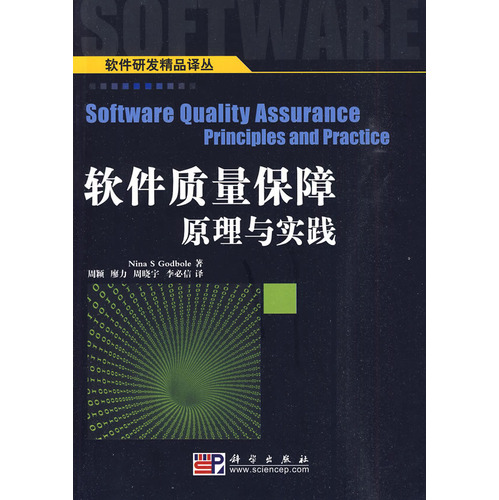 SOFTWARE
软件研发精品译丛
Software Quality Assurance
Principles and Practice
软件质量保障
原理与实践
Nina S Godbole 著
周颖 廖力 周晓宇 李必信 译
科学出版社
www.sciencep.com